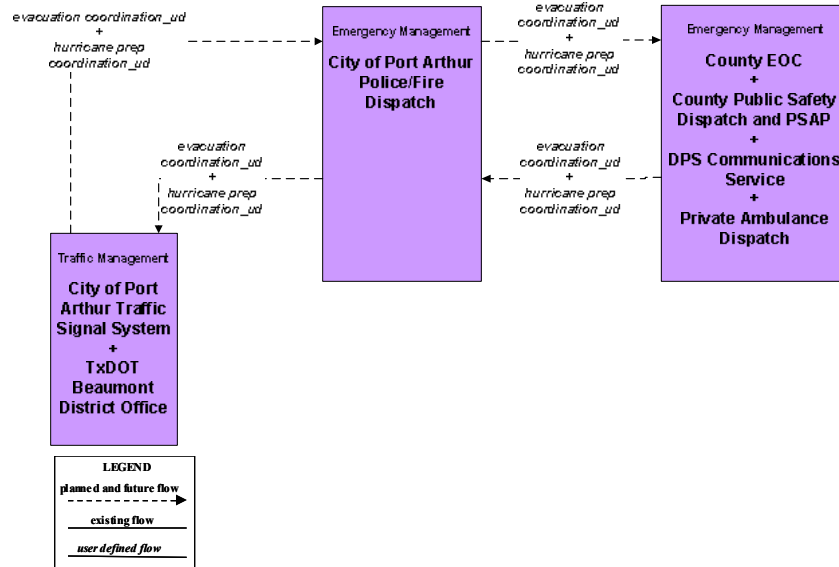 evacuation coordination_ud
+
hurricane prep
coordination_ud
Emergency Management
City of Port Arthur
Police/Fire
Dispatch
evacuation
coordination_ud
+
hurricane prep
coordination_ud
Emergency Management
County EOC
+
County Public Safety
Dispatch and PSAP
+
DPS Communications
Service
+
Private Ambulance
Dispatch
evacuation
coordination_ud
+
hurricane prep
coordination_ud
evacuation
coordination_ud
+
hurricane prep
coordination_ud
Traffic Management
City of Port
Arthur Traffic
Signal System
+
TxDOT
Beaumont
District Office
LEGEND
planned and future flow
existing flow
user defined flow